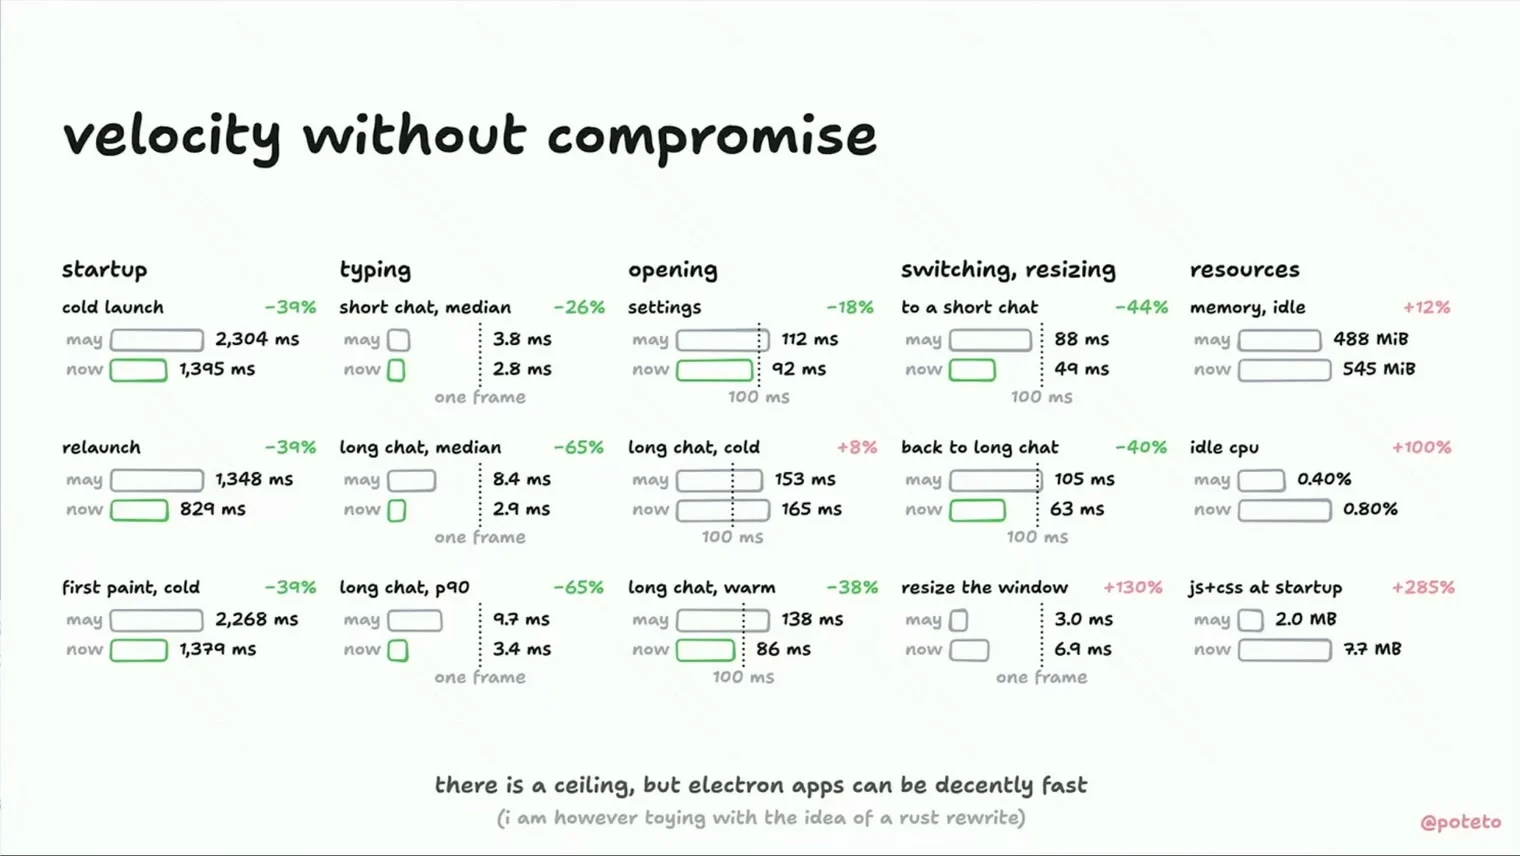 velocity without compromise
startup
cold launch -39%
may 2,304 ms
now 1,395 ms
relaunch -39%
may 1,348 ms
now 829 ms
first paint, cold -39%
may 2,268 ms
now 1,379 ms
typing
short chat, median -26%
may 3.8 ms
now 2.8 ms
one frame
long chat, median -65%
may 8.4 ms
now 2.9 ms
one frame
long chat, p90 -65%
may 9.7 ms
now 3.4 ms
one frame
opening
settings -18%
may 112 ms
now 92 ms
100 ms
long chat, cold +8%
may 153 ms
now 165 ms
100 ms
long chat, warm -38%
may 138 ms
now 86 ms
100 ms
switching, resizing
to a short chat -44%
may 88 ms
now 49 ms
100 ms
back to long chat -40%
may 105 ms
now 63 ms
100 ms
resize the window +130%
may 3.0 ms
now 6.9 ms
one frame
resources
memory, idle +12%
may 488 MiB
now 545 MiB
idle cpu +100%
may 0.40%
now 0.80%
js+css at startup +285%
may 2.0 MB
now 7.7 MB
there is a ceiling, but electron apps can be decently fast
(i am however toying with the idea of a rust rewrite)
@poteto